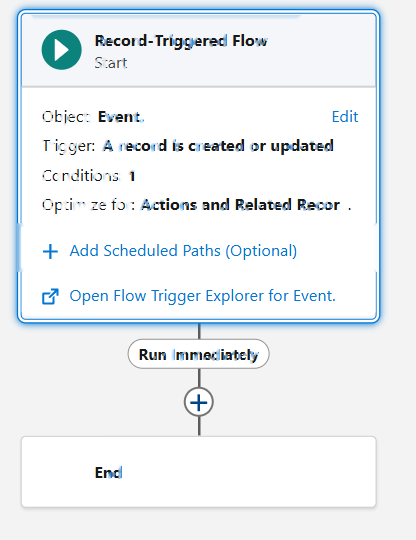 Record-Triggered Flow
Start
Object: Event.
Edit
Trigger: A record is created or updated
Conditions: 1
Optimize for: Actions and Related Recor .
+ Add Scheduled Paths (Optional)
Open Flow Trigger Explorer for Event.
Run Immediately
End